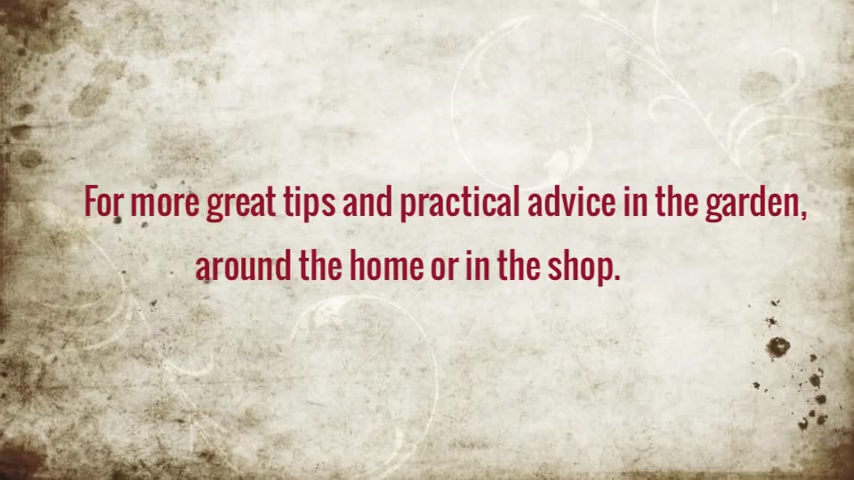 For more great tips and practical advice in the garden,
around the home or in the shop.